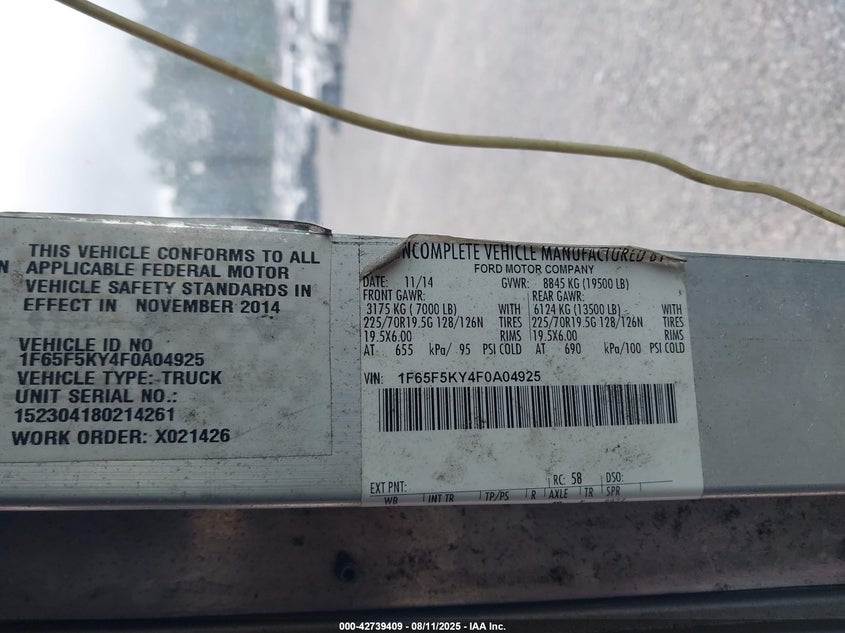 THIS VEHICLE CONFORMS TO ALL
N APPLICABLE FEDERAL MOTOR
VEHICLE SAFETY STANDARDS IN
EFFECT IN NOVEMBER 2014
VEHICLE ID NO
1F65F5KY4F0A04925
VEHICLE TYPE: TRUCK
UNIT SERIAL NO.:
152304180214261
WORK ORDER: X021426
INCOMPLETE VEHICLE MANUFACTURED BY
FORD MOTOR COMPANY
DATE: 11/14 GVWR: 8845 KG (19500 LB)
FRONT GAWR: REAR GAWR:
3175 KG ( 7000 LB) WITH 6124 KG (13500 LB) WITH
225/70R19.5G 128/126N TIRES 225/70R19.5G 128/126N TIRES
19.5X6.00 RIMS 19.5X6.00 RIMS
AT 655 kPa/ 95 PSI COLD AT 690 kPa/100 PSI COLD
VIN: 1F65F5KY4F0A04925
EXT PNT: RC: 58 DSO:
WB INT TR TP/PS R AXLE TR SPR
000-42739409 - 08/11/2025 - IAA Inc.